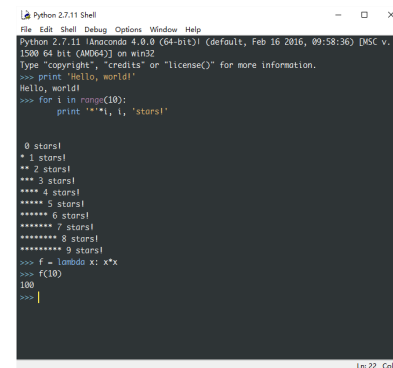 Python 2.7.11 Shell
File Edit Shell Debug Options Window Help
Python 2.7.11 |Anaconda 4.0.0 (64-bit)| (default, Feb 16 2016, 09:58:36) [MSC v.
1500 64 bit (AMD64)] on win32
Type "copyright", "credits" or "license()" for more information.
>>> print 'Hello, world!'
Hello, world!
>>> for i in range(10):
        print '*'*i, i, 'stars!'
 0 stars!
* 1 stars!
** 2 stars!
*** 3 stars!
**** 4 stars!
***** 5 stars!
****** 6 stars!
******* 7 stars!
******** 8 stars!
********* 9 stars!
>>> f = lambda x: x*x
>>> f(10)
100
>>>
Ln: 22 Col